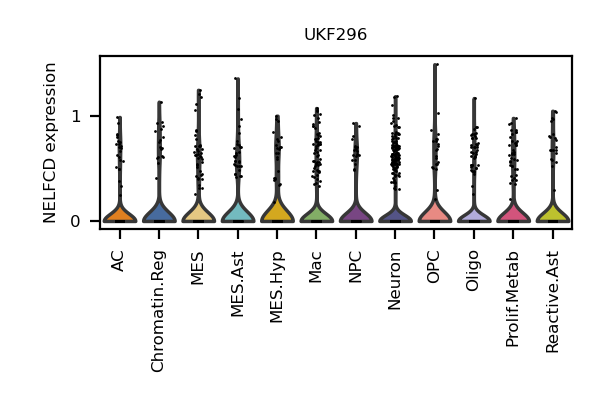 UKF296
NELFCD expression
1
0
AC
Chromatin.Reg
MES
MES.Ast
MES.Hyp
Mac
NPC
Neuron
OPC
Oligo
Prolif.Metab
Reactive.Ast